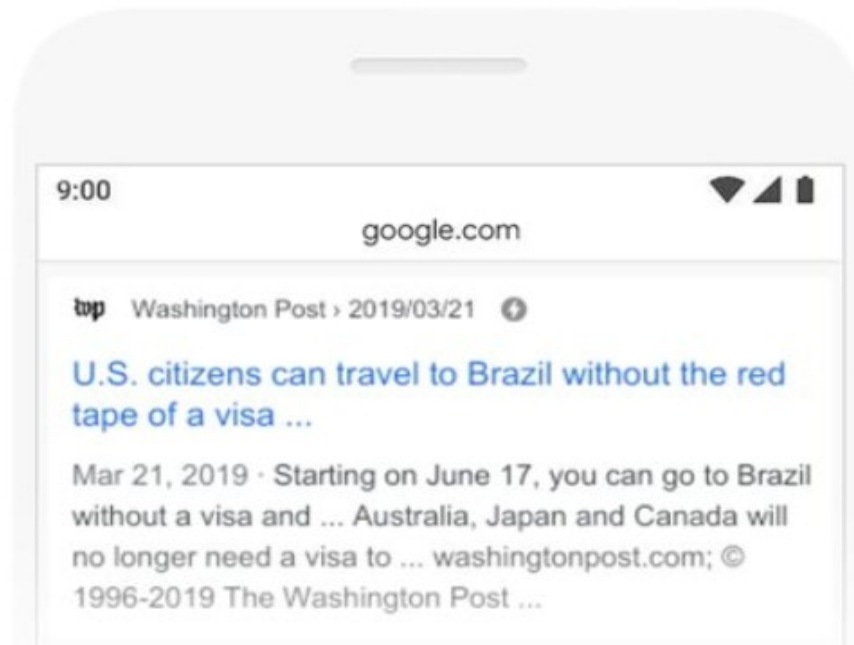 9:00
google.com
wp Washington Post › 2019/03/21
U.S. citizens can travel to Brazil without the red
tape of a visa ...
Mar 21, 2019 · Starting on June 17, you can go to Brazil
without a visa and ... Australia, Japan and Canada will
no longer need a visa to ... washingtonpost.com; ©
1996-2019 The Washington Post ...